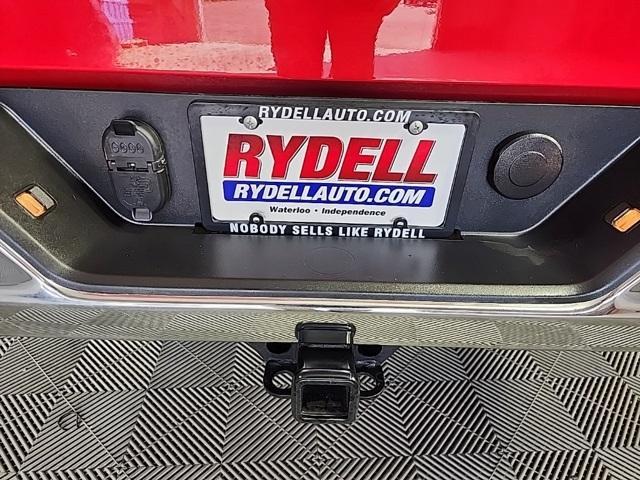 RYDELLAUTO.COM
RYDELL
RYDELLAUTO.COM
Waterloo • Independence
NOBODY SELLS LIKE RYDELL